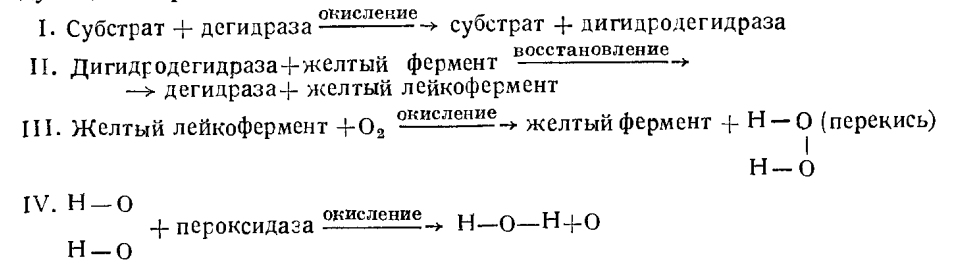 I. Субстрат + дегидраза —окисление→ субстрат + дигидродегидраза
II. Дигидродегидраза+желтый фермент —восстановление→
→ дегидраза+ желтый лейкофермент
III. Желтый лейкофермент +O₂ —окисление→ желтый фермент + H — O (перекись)
|
H — O
IV. H — O
+ пероксидаза —окисление→ H—O—H+O
H — O